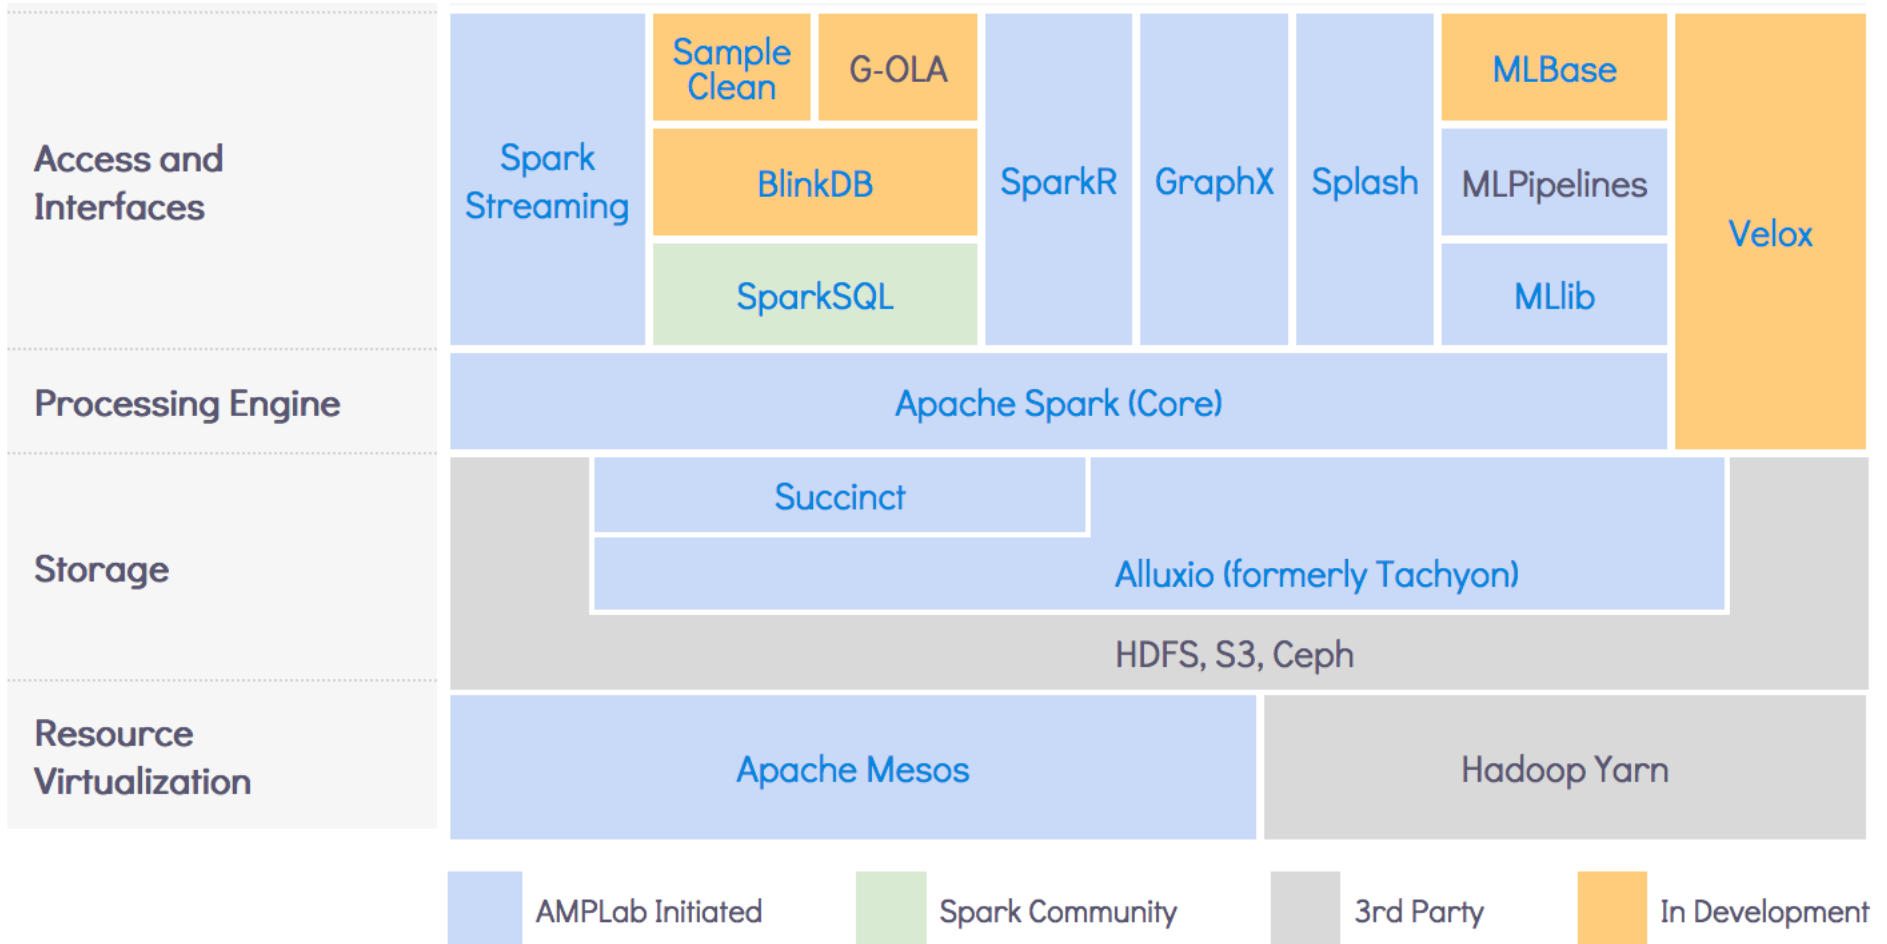 Access and
Interfaces
Spark
Streaming
Sample
Clean
G-OLA
BlinkDB
SparkSQL
SparkR
GraphX
Splash
MLBase
MLPipelines
MLlib
Velox
Processing Engine
Apache Spark (Core)
Storage
Succinct
Alluxio (formerly Tachyon)
HDFS, S3, Ceph
Resource
Virtualization
Apache Mesos
Hadoop Yarn
AMPLab Initiated
Spark Community
3rd Party
In Development